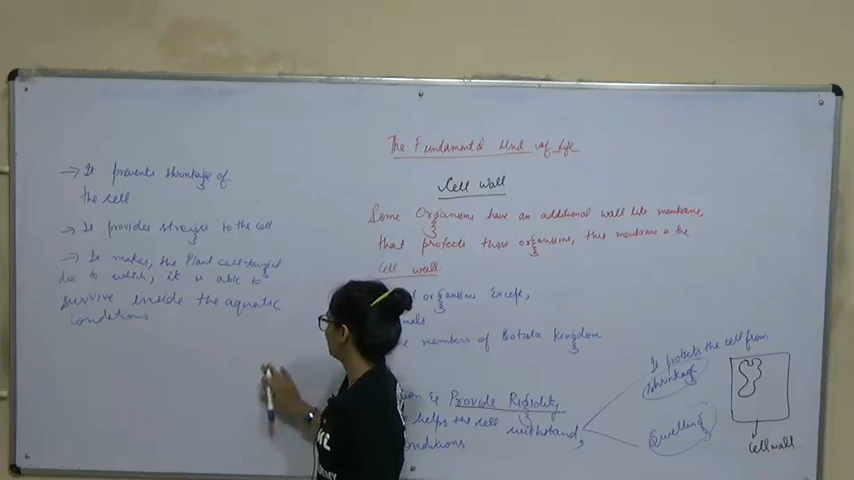 The Fundamental Unit of life
Cell Wall
Some Organisms have an additional wall like membrane,
that protects these organisms, this membrane is the
Cell wall
organisms Except,
members of Kingdom
Provide Rigidity
helps the cell withstand,
conditions
It protects the cell from
shrinkage
Swelling
Cell wall
→ It prevents shrinkage of
the cell
→ It provides strength to the cell
→ It makes, the Plant cell turgid
due to which, it is able to
survive inside the aquatic
conditions